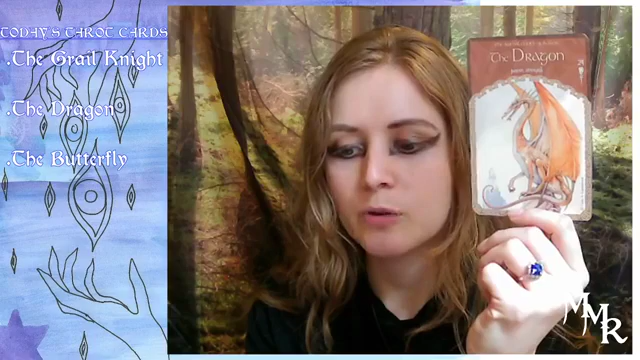 TODAY'S TAROT CARDS
.The Grail Knight
.The Dragon
.The Butterfly
The Dragon
MMR